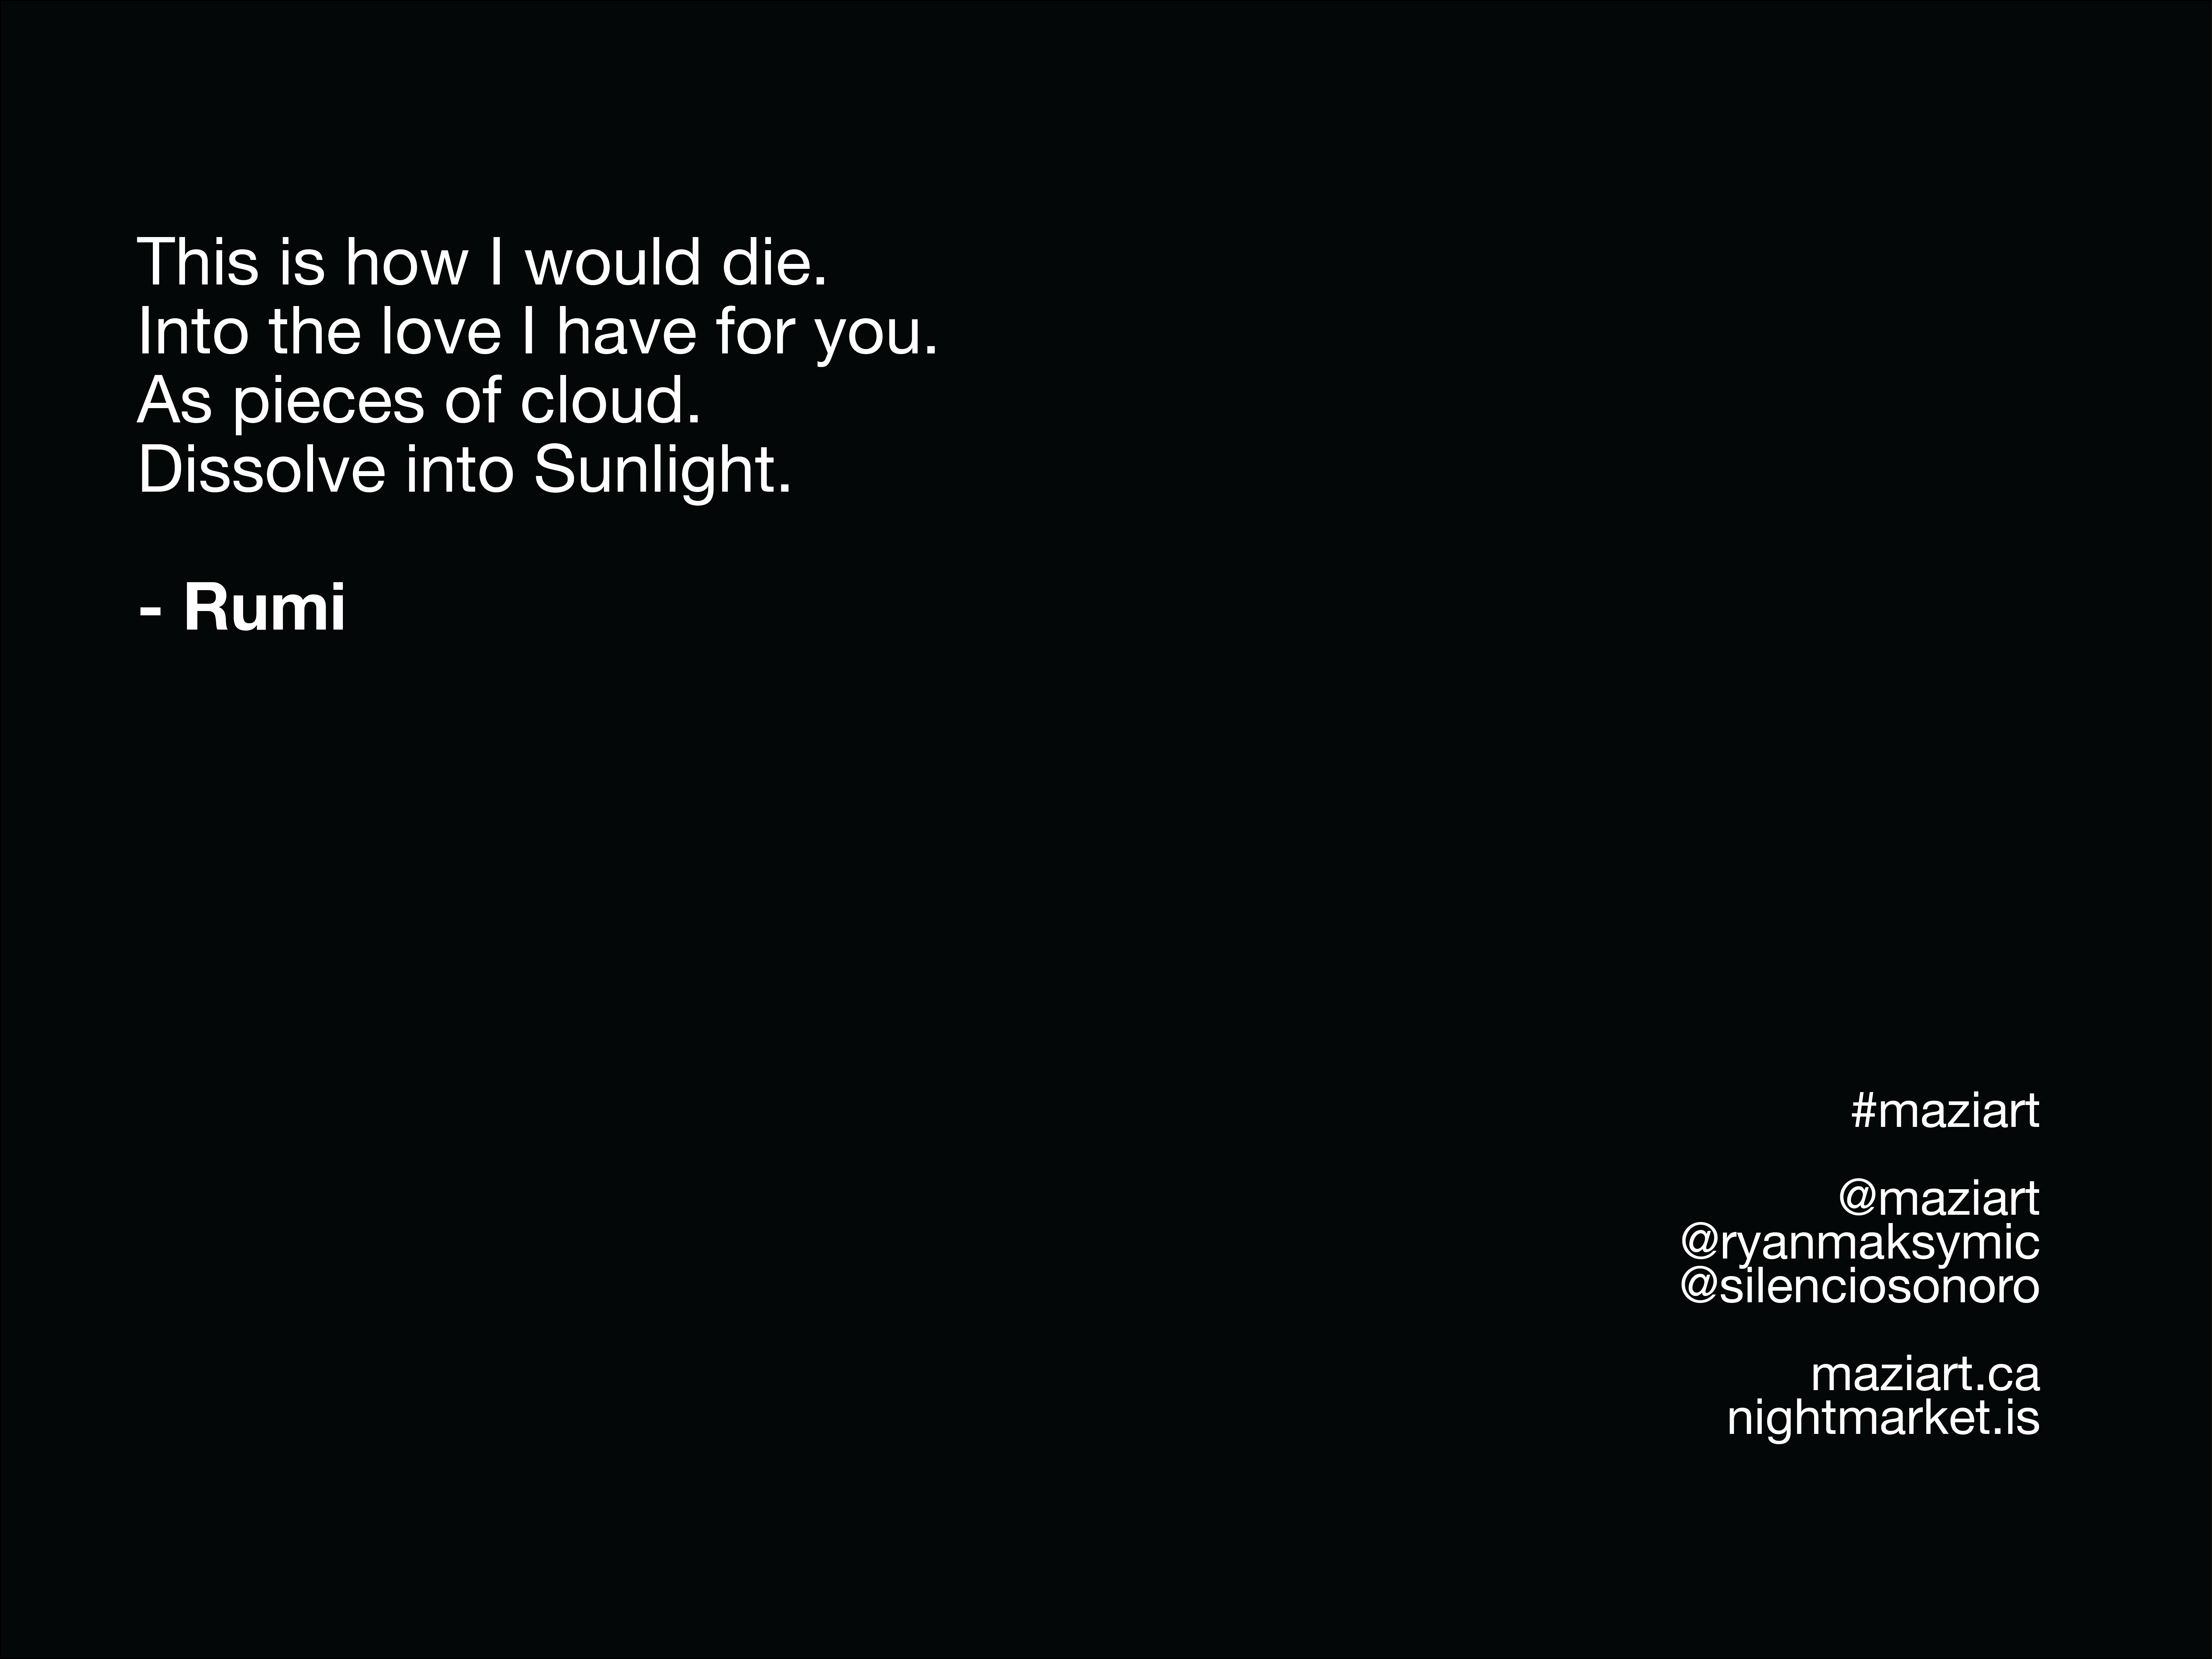 This is how I would die.
Into the love I have for you.
As pieces of cloud.
Dissolve into Sunlight.
- Rumi
#maziart
@maziart
@ryanmaksymic
@silenciosonoro
maziart.ca
nightmarket.is